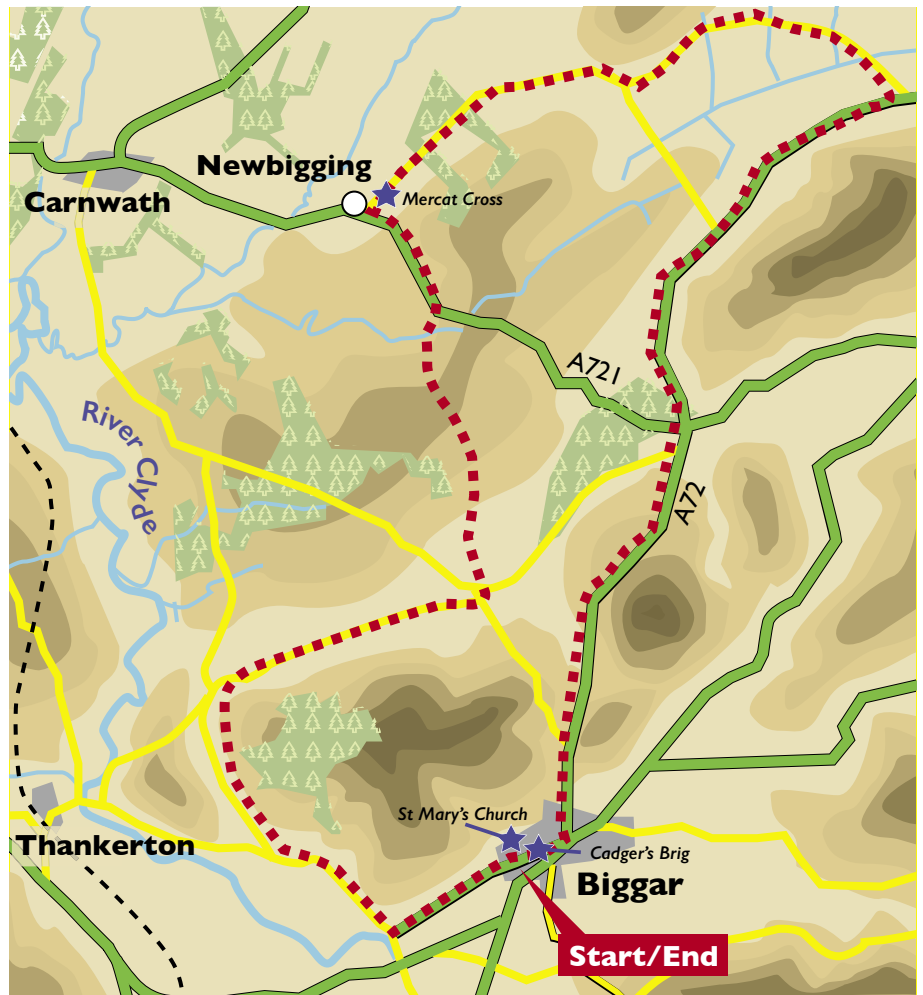 Newbigging
Carnwath
Mercat Cross
A721
River Clyde
A72
St Mary's Church
Thankerton
Cadger's Brig
Biggar
Start/End